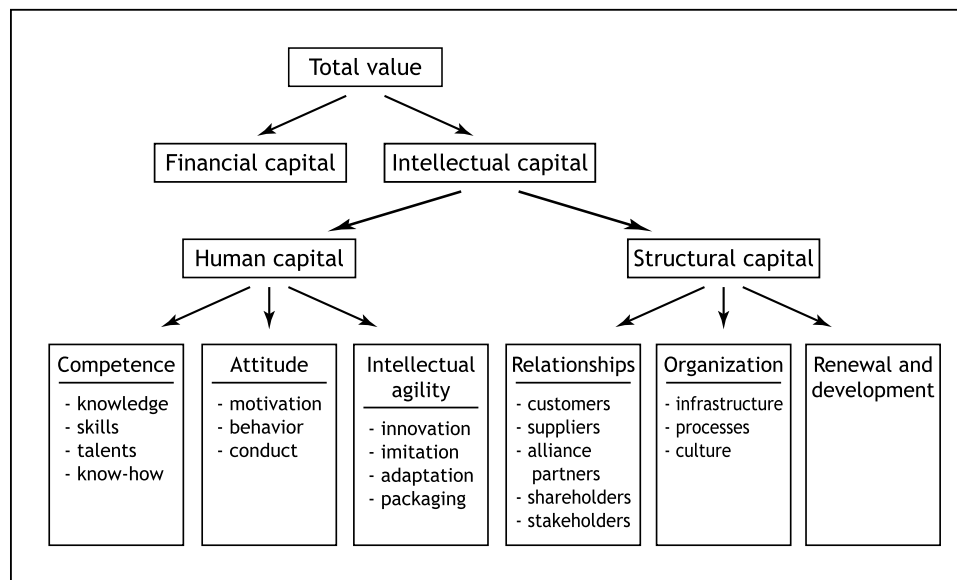 Total value
Financial capital
Intellectual capital
Human capital
Structural capital
Competence
- knowledge
- skills
- talents
- know-how
Attitude
- motivation
- behavior
- conduct
Intellectual
agility
- innovation
- imitation
- adaptation
- packaging
Relationships
- customers
- suppliers
- alliance
partners
- shareholders
- stakeholders
Organization
- infrastructure
- processes
- culture
Renewal and
development